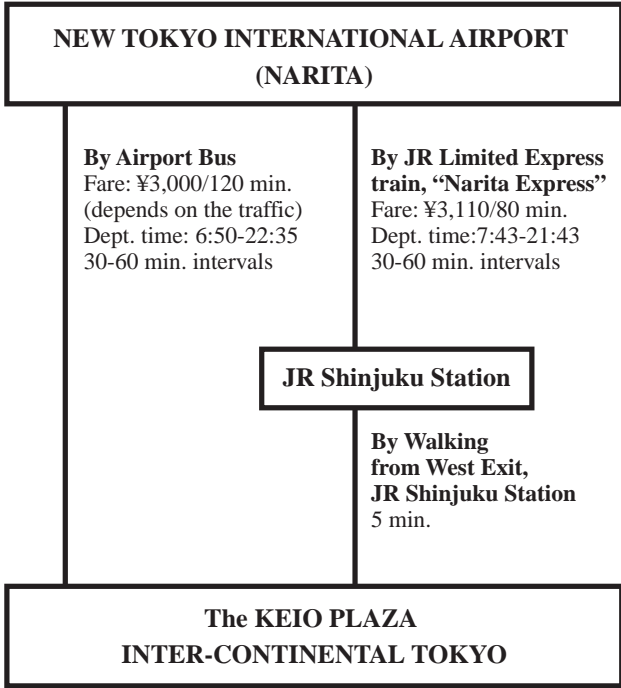 NEW TOKYO INTERNATIONAL AIRPORT
(NARITA)
By Airport Bus
Fare: ¥3,000/120 min.
(depends on the traffic)
Dept. time: 6:50-22:35
30-60 min. intervals
By JR Limited Express
train, “Narita Express”
Fare: ¥3,110/80 min.
Dept. time:7:43-21:43
30-60 min. intervals
JR Shinjuku Station
By Walking
from West Exit,
JR Shinjuku Station
5 min.
The KEIO PLAZA
INTER-CONTINENTAL TOKYO